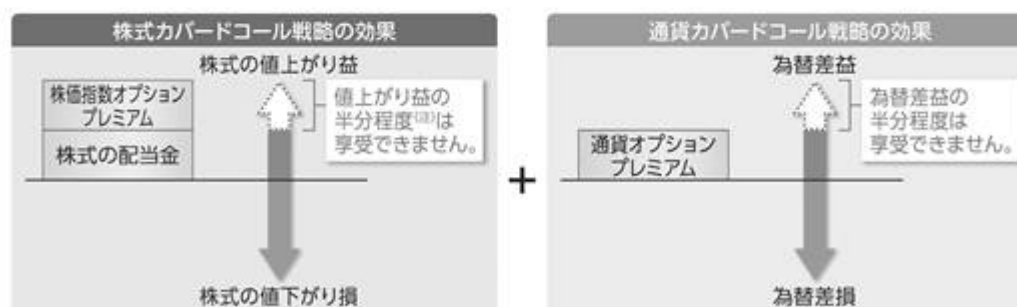 株式カバードコール戦略の効果
株式の値上がり益
株価指数オプション
プレミアム
株式の配当金
値上がり益の
半分程度(注)は
享受できません。
株式の値下がり損
+
通貨カバードコール戦略の効果
為替差益
通貨オプション
プレミアム
為替差益の
半分程度は
享受できません。
為替差損